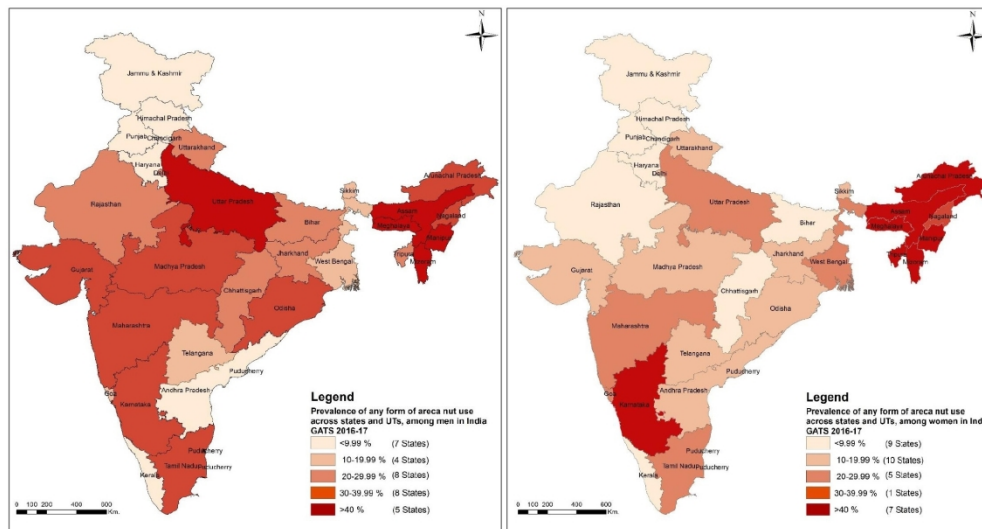 N
Jammu & Kashmir
Himachal Pradesh
Punjab
Chandigarh
Uttarakhand
Haryana
Delhi
Arunachal Pradesh
Rajasthan
Uttar Pradesh
Sikkim
Assam
Nagaland
Bihar
Meghalaya
Manipur
Jharkhand
Tripura
Mizoram
Gujarat
Madhya Pradesh
West Bengal
Chhattisgarh
Odisha
Maharashtra
Telangana
Puducherry
Goa
Andhra Pradesh
Karnataka
Puducherry
Tamil Nadu
Puducherry
Kerala
Legend
Prevalence of any form of areca nut use
across states and UTs, among men in India
GATS 2016-17
<9.99 % (7 States)
10-19.99 % (4 States)
20-29.99 % (8 States)
30-39.99 % (8 States)
>40 % (5 States)
0 100 200 400 600 800
Km.
N
Jammu & Kashmir
Himachal Pradesh
Punjab
Chandigarh
Uttarakhand
Haryana
Delhi
Arunachal Pradesh
Rajasthan
Uttar Pradesh
Sikkim
Assam
Nagaland
Bihar
Meghalaya
Manipur
Jharkhand
Mizoram
Gujarat
Madhya Pradesh
West Bengal
Chhattisgarh
Odisha
Maharashtra
Telangana
Puducherry
Goa
Andhra Pradesh
Karnataka
Puducherry
Tamil Nadu
Puducherry
Kerala
Legend
Prevalence of any form of areca nut use
across states and UTs, among woman in Ind
GATS 2016-17
<9.99 % (9 States)
10-19.99 % (10 States)
20-29.99 % (5 States)
30-39.99 % (1 States)
>40 % (7 States)
0 100 200 400 600 800
Km.